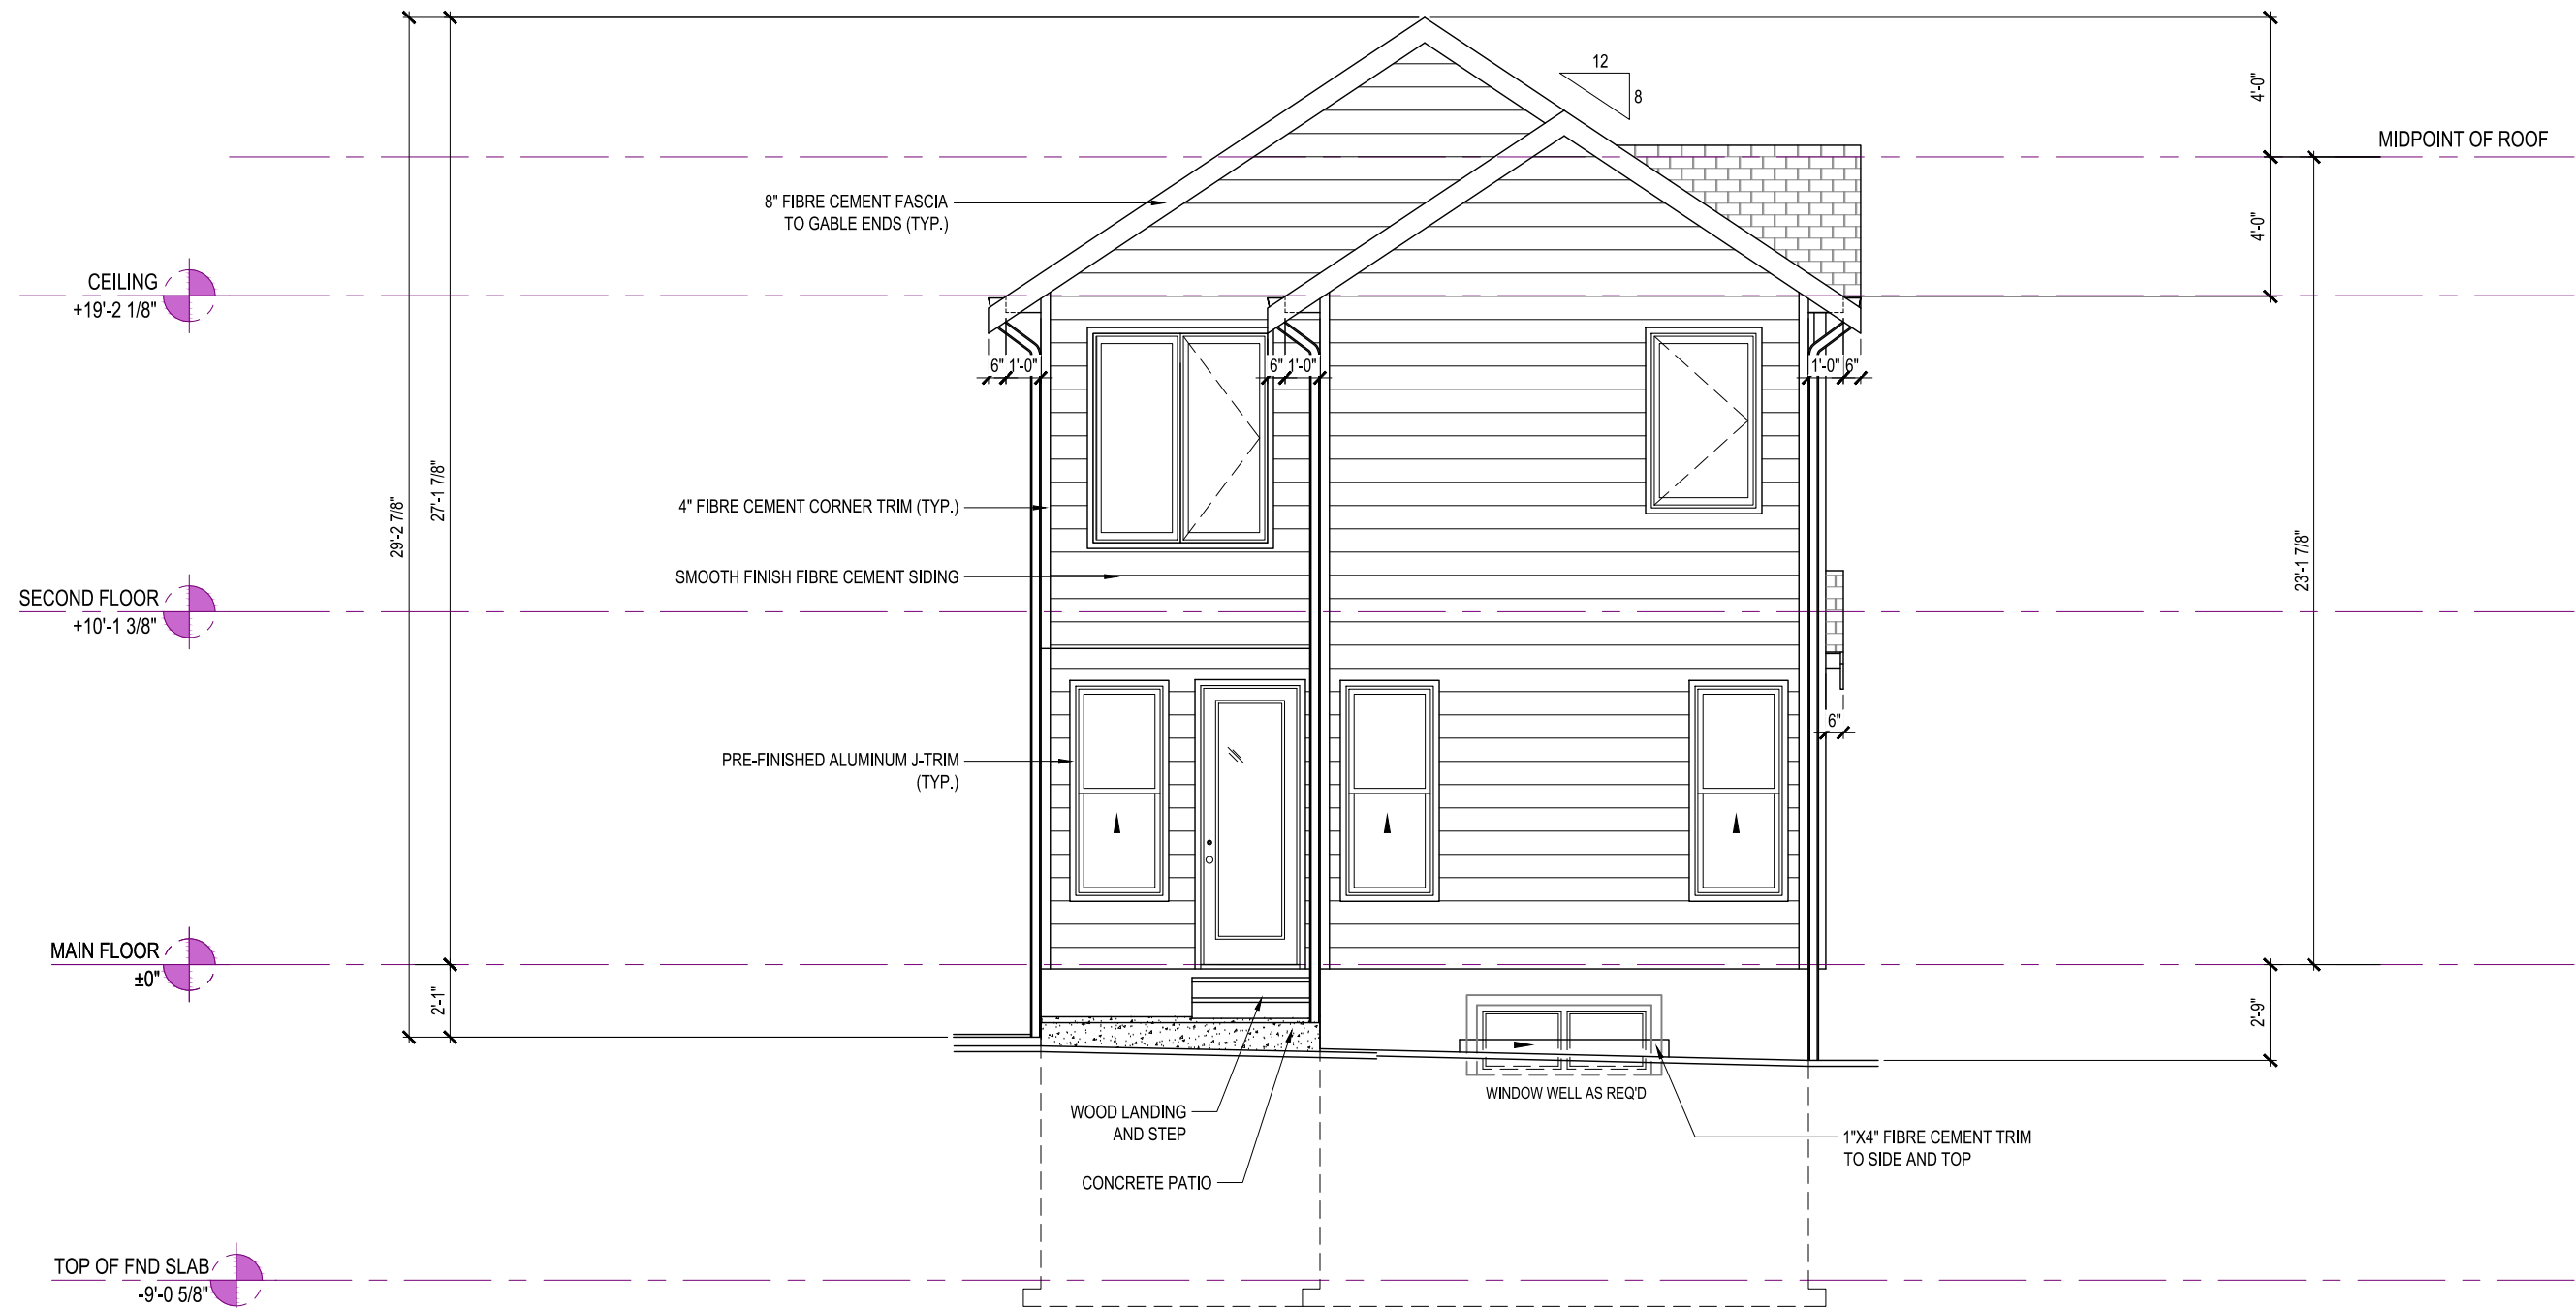 12
8
4'-0"
MIDPOINT OF ROOF
8" FIBRE CEMENT FASCIA
TO GABLE ENDS (TYP.)
4'-0"
CEILING
+19'-2 1/8"
6" 1'-0"
6" 1'-0"
1'-0" 6"
29'-2 7/8"
27'-1 7/8"
4" FIBRE CEMENT CORNER TRIM (TYP.)
SMOOTH FINISH FIBRE CEMENT SIDING
23'-1 7/8"
SECOND FLOOR
+10'-1 3/8"
6"
PRE-FINISHED ALUMINUM J-TRIM
(TYP.)
MAIN FLOOR
±0"
2'-1"
2'-9"
WINDOW WELL AS REQ'D
WOOD LANDING
AND STEP
1"X4" FIBRE CEMENT TRIM
TO SIDE AND TOP
CONCRETE PATIO
TOP OF FND SLAB
-9'-0 5/8"